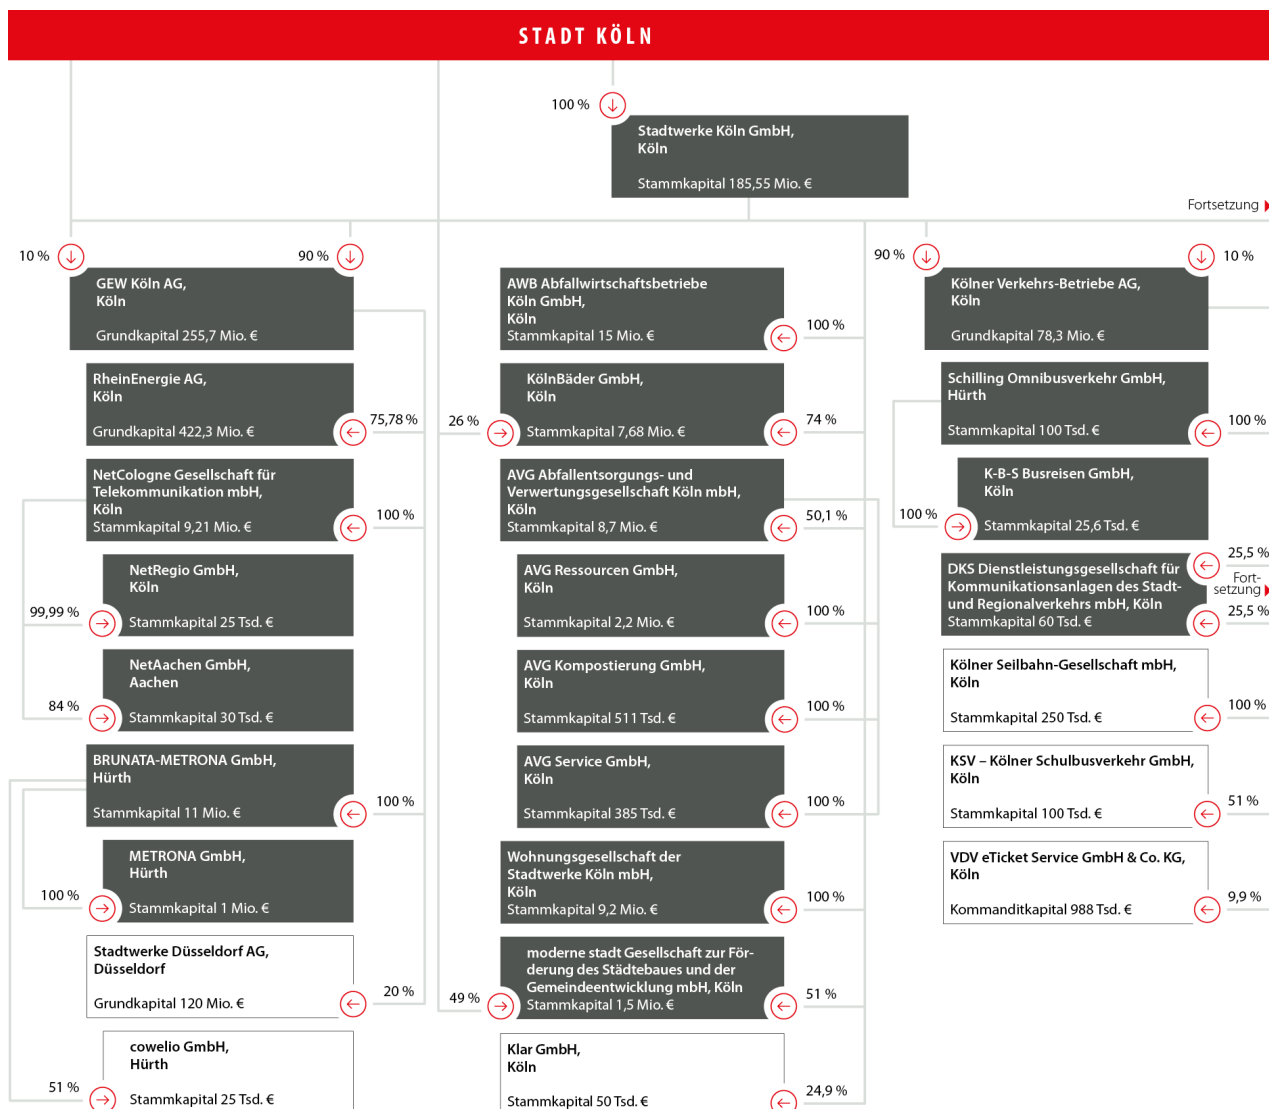 STADT KÖLN
100 %
Stadtwerke Köln GmbH,
Köln
Stammkapital 185,55 Mio. €
Fortsetzung
10 %
90 %
GEW Köln AG,
Köln
Grundkapital 255,7 Mio. €
RheinEnergie AG,
Köln
Grundkapital 422,3 Mio. €
75,78 %
NetCologne Gesellschaft für
Telekommunikation mbH,
Köln
Stammkapital 9,21 Mio. €
100 %
NetRegio GmbH,
Köln
Stammkapital 25 Tsd. €
99,99 %
NetAachen GmbH,
Aachen
Stammkapital 30 Tsd. €
84 %
BRUNATA-METRONA GmbH,
Hürth
Stammkapital 11 Mio. €
100 %
METRONA GmbH,
Hürth
Stammkapital 1 Mio. €
100 %
Stadtwerke Düsseldorf AG,
Düsseldorf
Grundkapital 120 Mio. €
20 %
cowelio GmbH,
Hürth
Stammkapital 25 Tsd. €
51 %
AWB Abfallwirtschaftsbetriebe
Köln GmbH,
Köln
Stammkapital 15 Mio. €
100 %
KölnBäder GmbH,
Köln
Stammkapital 7,68 Mio. €
26 %
74 %
AVG Abfallentsorgungs- und
Verwertungsgesellschaft Köln mbH,
Köln
Stammkapital 8,7 Mio. €
50,1 %
AVG Ressourcen GmbH,
Köln
Stammkapital 2,2 Mio. €
100 %
AVG Kompostierung GmbH,
Köln
Stammkapital 511 Tsd. €
100 %
AVG Service GmbH,
Köln
Stammkapital 385 Tsd. €
100 %
Wohnungsgesellschaft der
Stadtwerke Köln mbH,
Köln
Stammkapital 9,2 Mio. €
100 %
moderne stadt Gesellschaft zur För-
derung des Städtebaues und der
Gemeindeentwicklung mbH, Köln
Stammkapital 1,5 Mio. €
49 %
51 %
Klar GmbH,
Köln
Stammkapital 50 Tsd. €
24,9 %
90 %
10 %
Kölner Verkehrs-Betriebe AG,
Köln
Grundkapital 78,3 Mio. €
Schilling Omnibusverkehr GmbH,
Hürth
Stammkapital 100 Tsd. €
100 %
K-B-S Busreisen GmbH,
Köln
Stammkapital 25,6 Tsd. €
100 %
DKS Dienstleistungsgesellschaft für
Kommunikationsanlagen des Stadt-
und Regionalverkehrs mbH, Köln
Stammkapital 60 Tsd. €
25,5 %
Fort-
setzung
25,5 %
Kölner Seilbahn-Gesellschaft mbH,
Köln
Stammkapital 250 Tsd. €
100 %
KSV – Kölner Schulbusverkehr GmbH,
Köln
Stammkapital 100 Tsd. €
51 %
VDV eTicket Service GmbH & Co. KG,
Köln
Kommanditkapital 988 Tsd. €
9,9 %